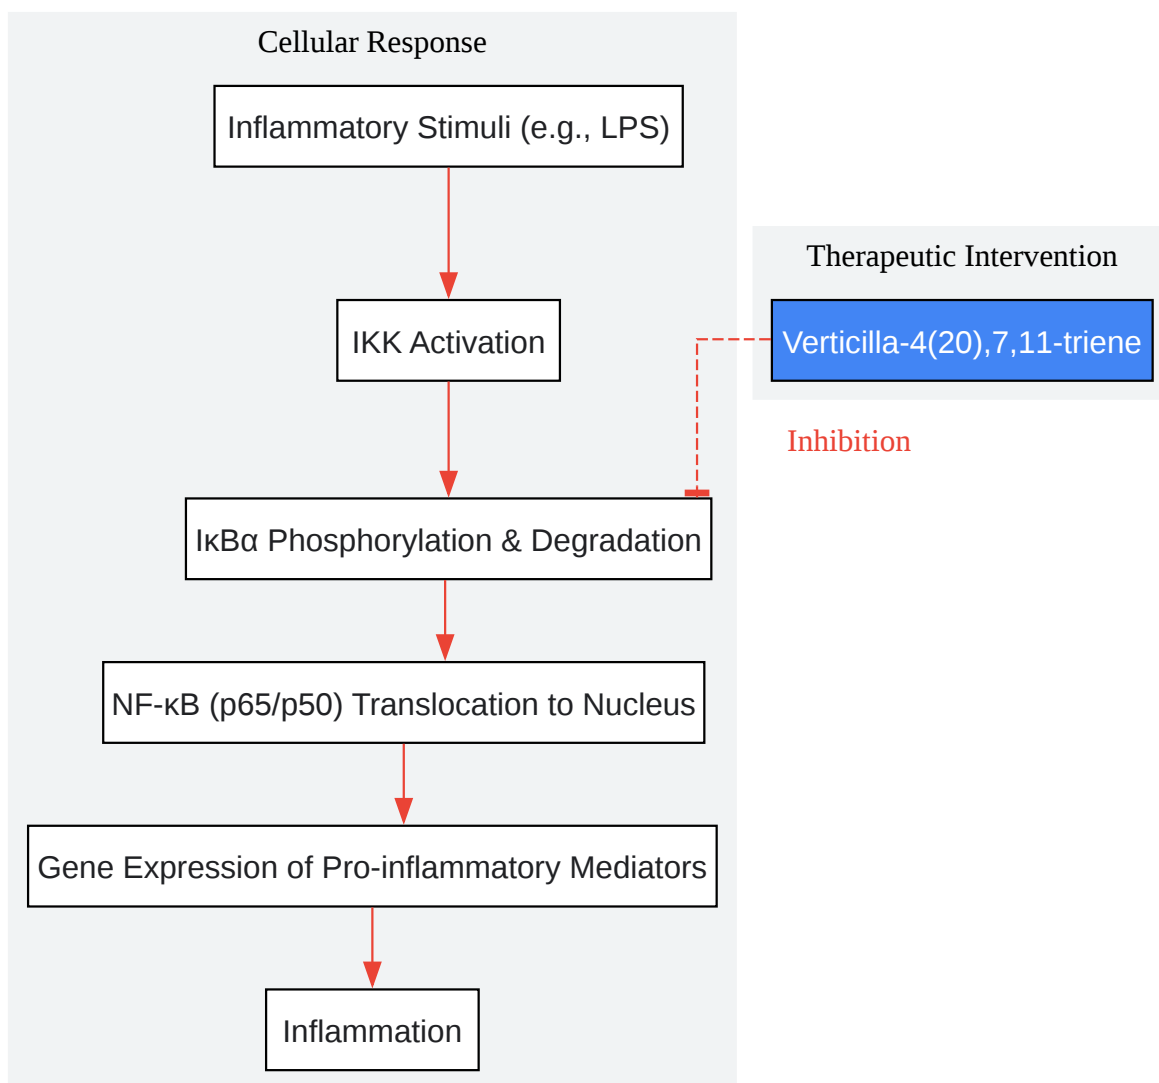 Cellular Response
Inflammatory Stimuli (e.g., LPS)
Therapeutic Intervention
IKK Activation
Verticilla-4(20),7,11-triene
Inhibition
IκBα Phosphorylation & Degradation
NF-κB (p65/p50) Translocation to Nucleus
Gene Expression of Pro-inflammatory Mediators
Inflammation